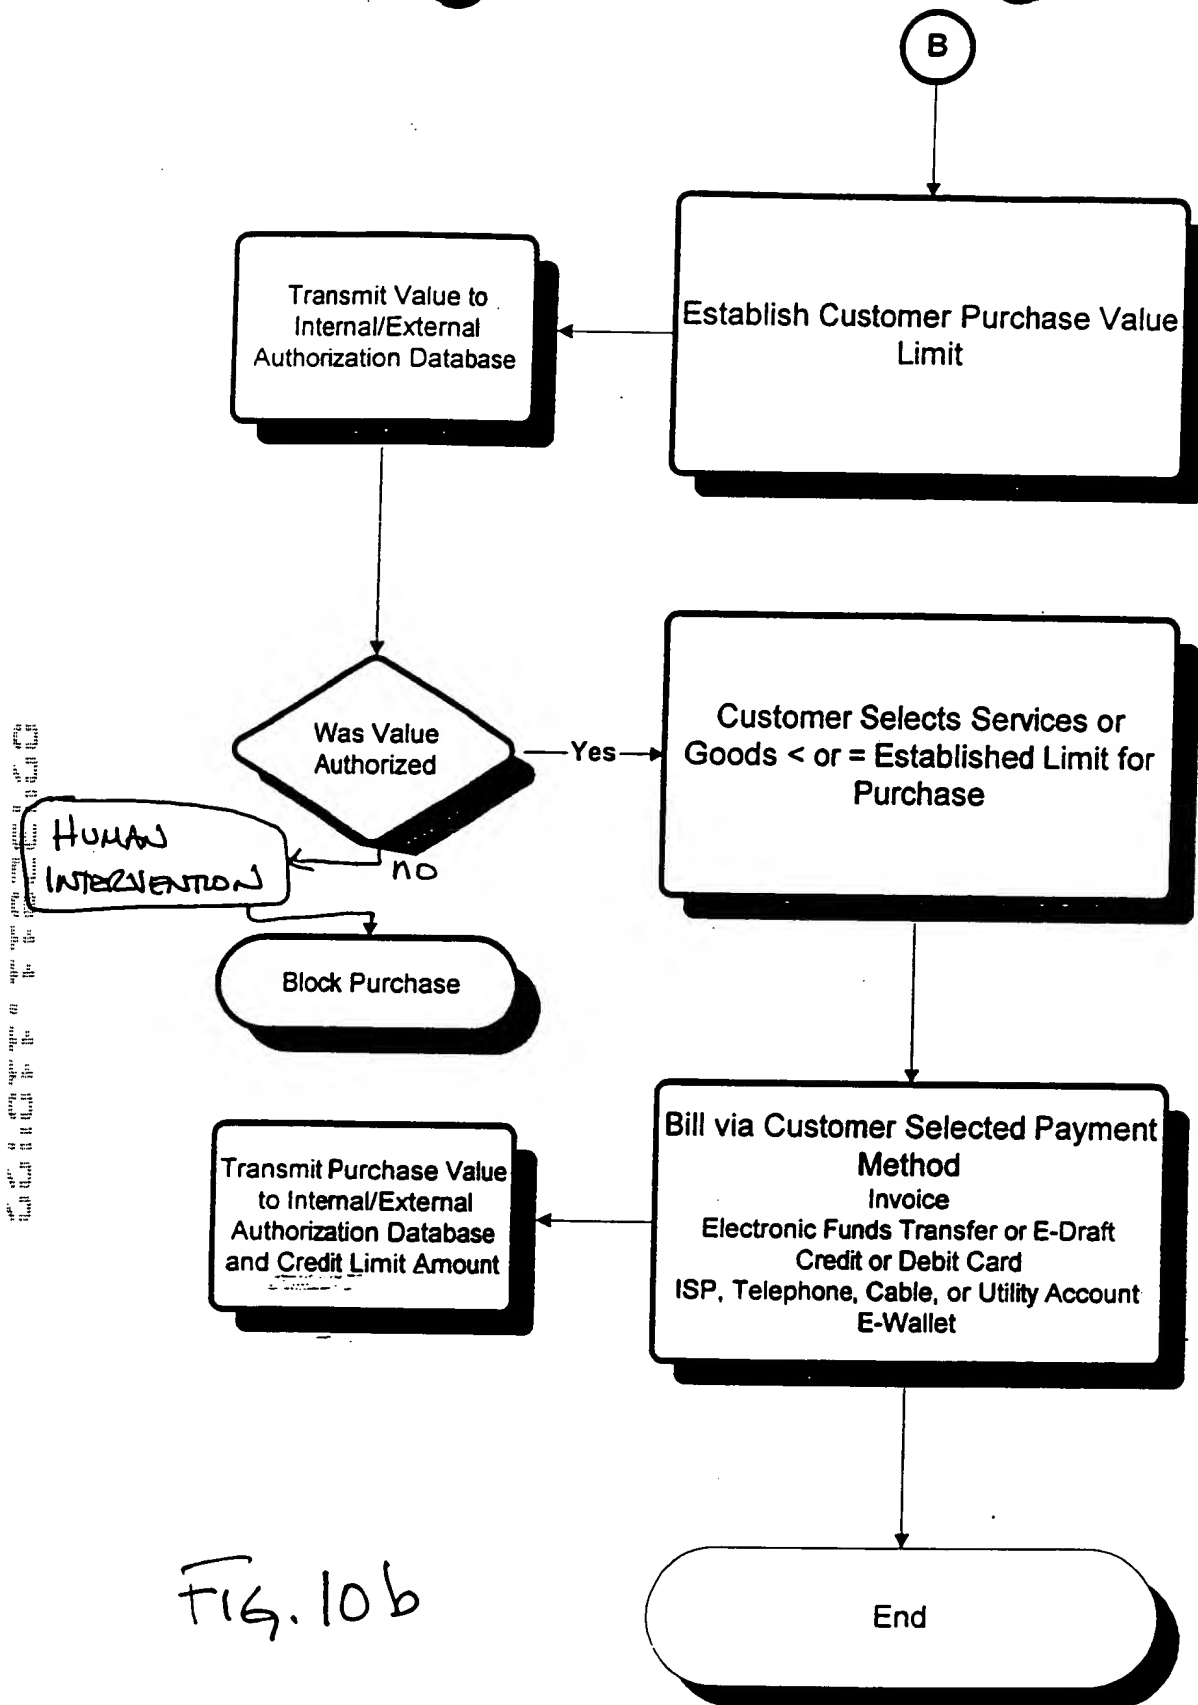 B
Establish Customer Purchase Value
Limit
Transmit Value to
Internal/External
Authorization Database
Was Value
Authorized
Yes
Customer Selects Services or
Goods < or = Established Limit for
Purchase
no
HUMAN
INTERVENTION
Block Purchase
Bill via Customer Selected Payment
Method
Invoice
Electronic Funds Transfer or E-Draft
Credit or Debit Card
ISP, Telephone, Cable, or Utility Account
E-Wallet
Transmit Purchase Value
to Internal/External
Authorization Database
and Credit Limit Amount
End
FIG. 10b